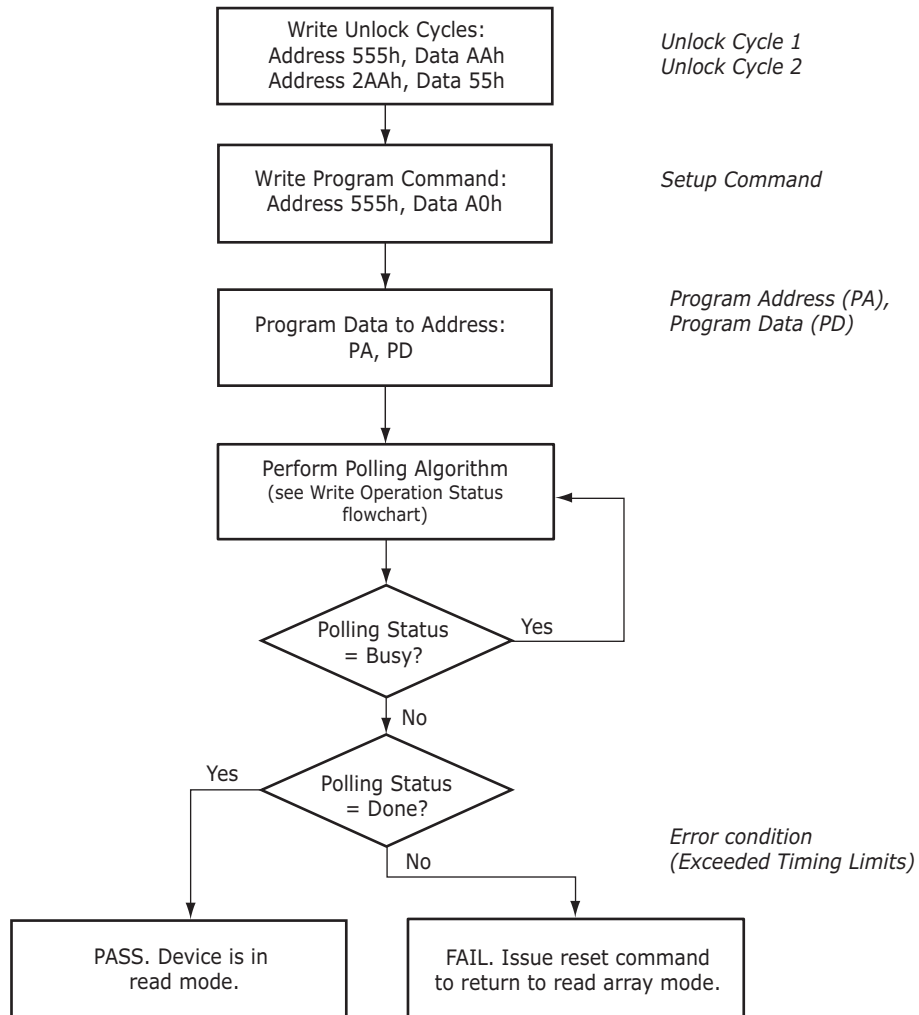 Write Unlock Cycles:
Address 555h, Data AAh
Address 2AAh, Data 55h
Unlock Cycle 1
Unlock Cycle 2
Write Program Command:
Address 555h, Data A0h
Setup Command
Program Data to Address:
PA, PD
Program Address (PA),
Program Data (PD)
Perform Polling Algorithm
(see Write Operation Status
flowchart)
Polling Status
= Busy?
Yes
No
Polling Status
= Done?
Yes
No
Error condition
(Exceeded Timing Limits)
PASS. Device is in
read mode.
FAIL. Issue reset command
to return to read array mode.